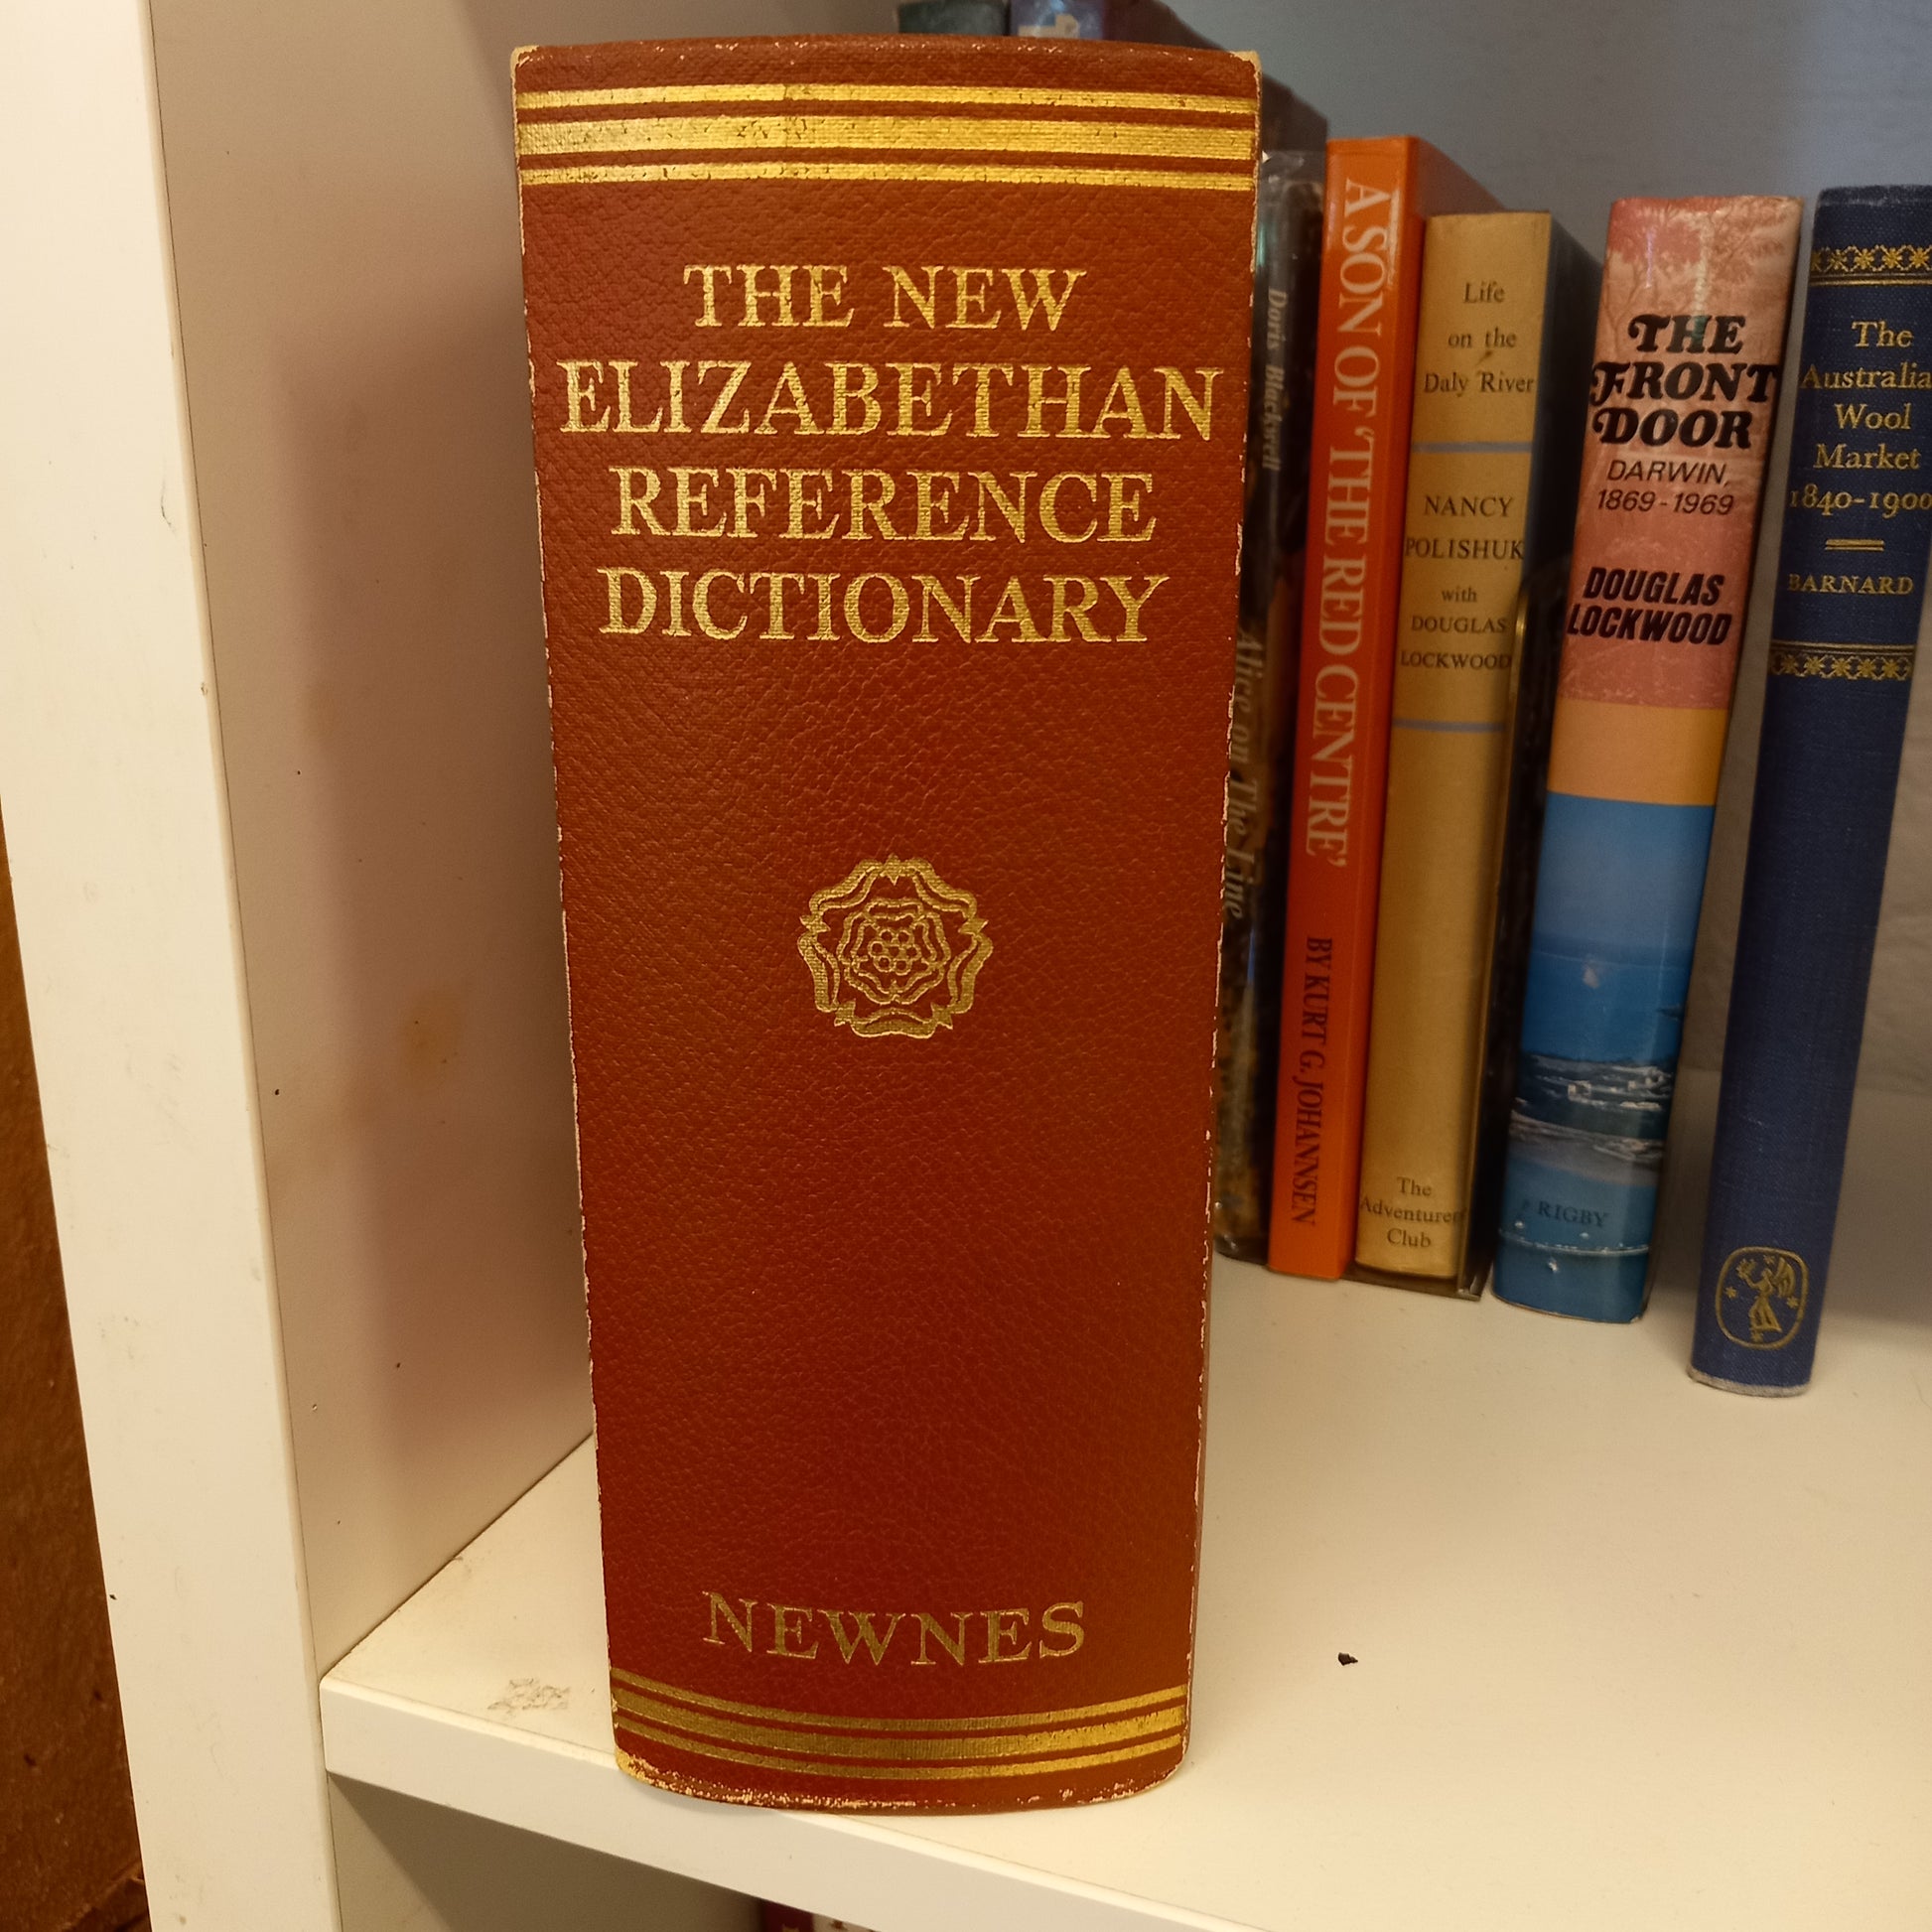 THE NEW
ELIZABETHAN
REFERENCE
DICTIONARY
NEWNES
Doris Blackwell
Alice on The Line
A SON OF 'THE RED CENTRE'
BY KURT G. JOHANNSEN
Life
on the
Daly River
NANCY
POLISHUK
with
DOUGLAS
LOCKWOOD
The
Adventurers
Club
THE
FRONT
DOOR
DARWIN,
1869-1969
DOUGLAS
LOCKWOOD
RIGBY
The
Australia
Wool
Market
1840-1900
BARNARD